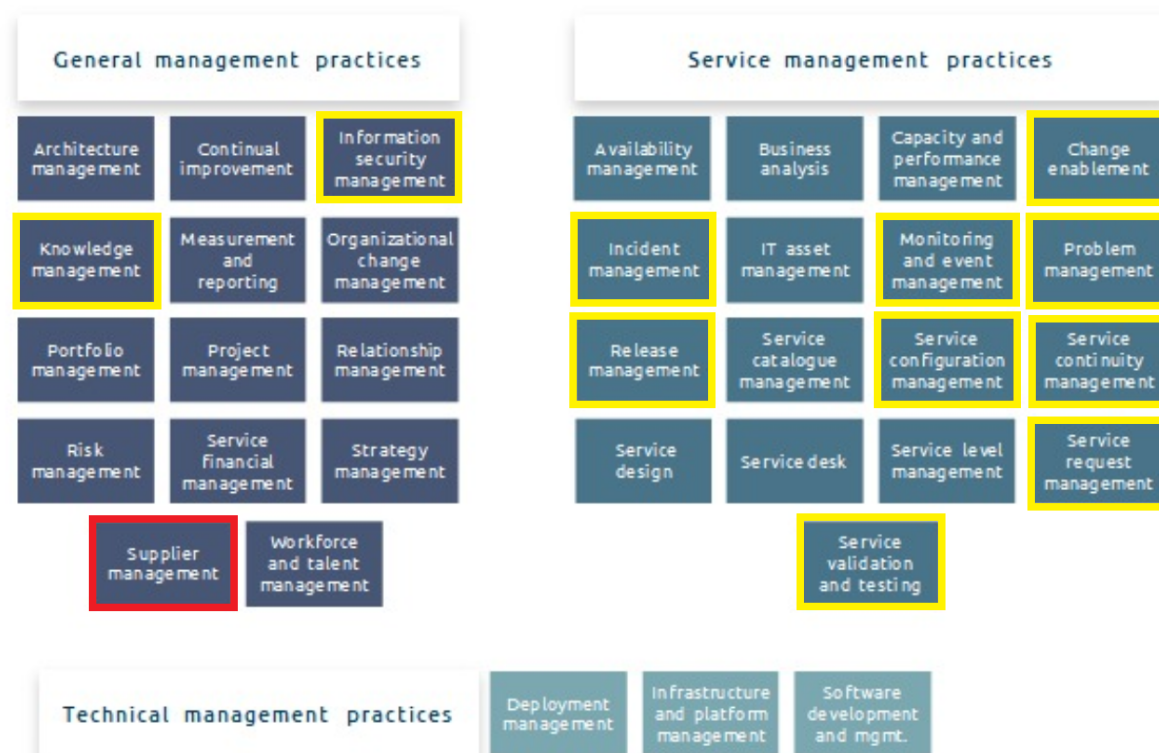 General management practices
Architecture
management
Continual
improvement
Information
security
management
Knowledge
management
Measurement
and
reporting
Organizational
change
management
Portfolio
management
Project
management
Relationship
management
Risk
management
Service
financial
management
Strategy
management
Supplier
management
Workforce
and talent
management
Service management practices
Availability
management
Business
analysis
Capacity and
performance
management
Change
enablement
Incident
management
IT asset
management
Monitoring
and event
management
Problem
management
Release
management
Service
catalogue
management
Service
configuration
management
Service
continuity
management
Service
design
Service desk
Service level
management
Service
request
management
Service
validation
and testing
Technical management practices
Deployment
management
Infrastructure
and platform
management
Software
development
and mgmt.